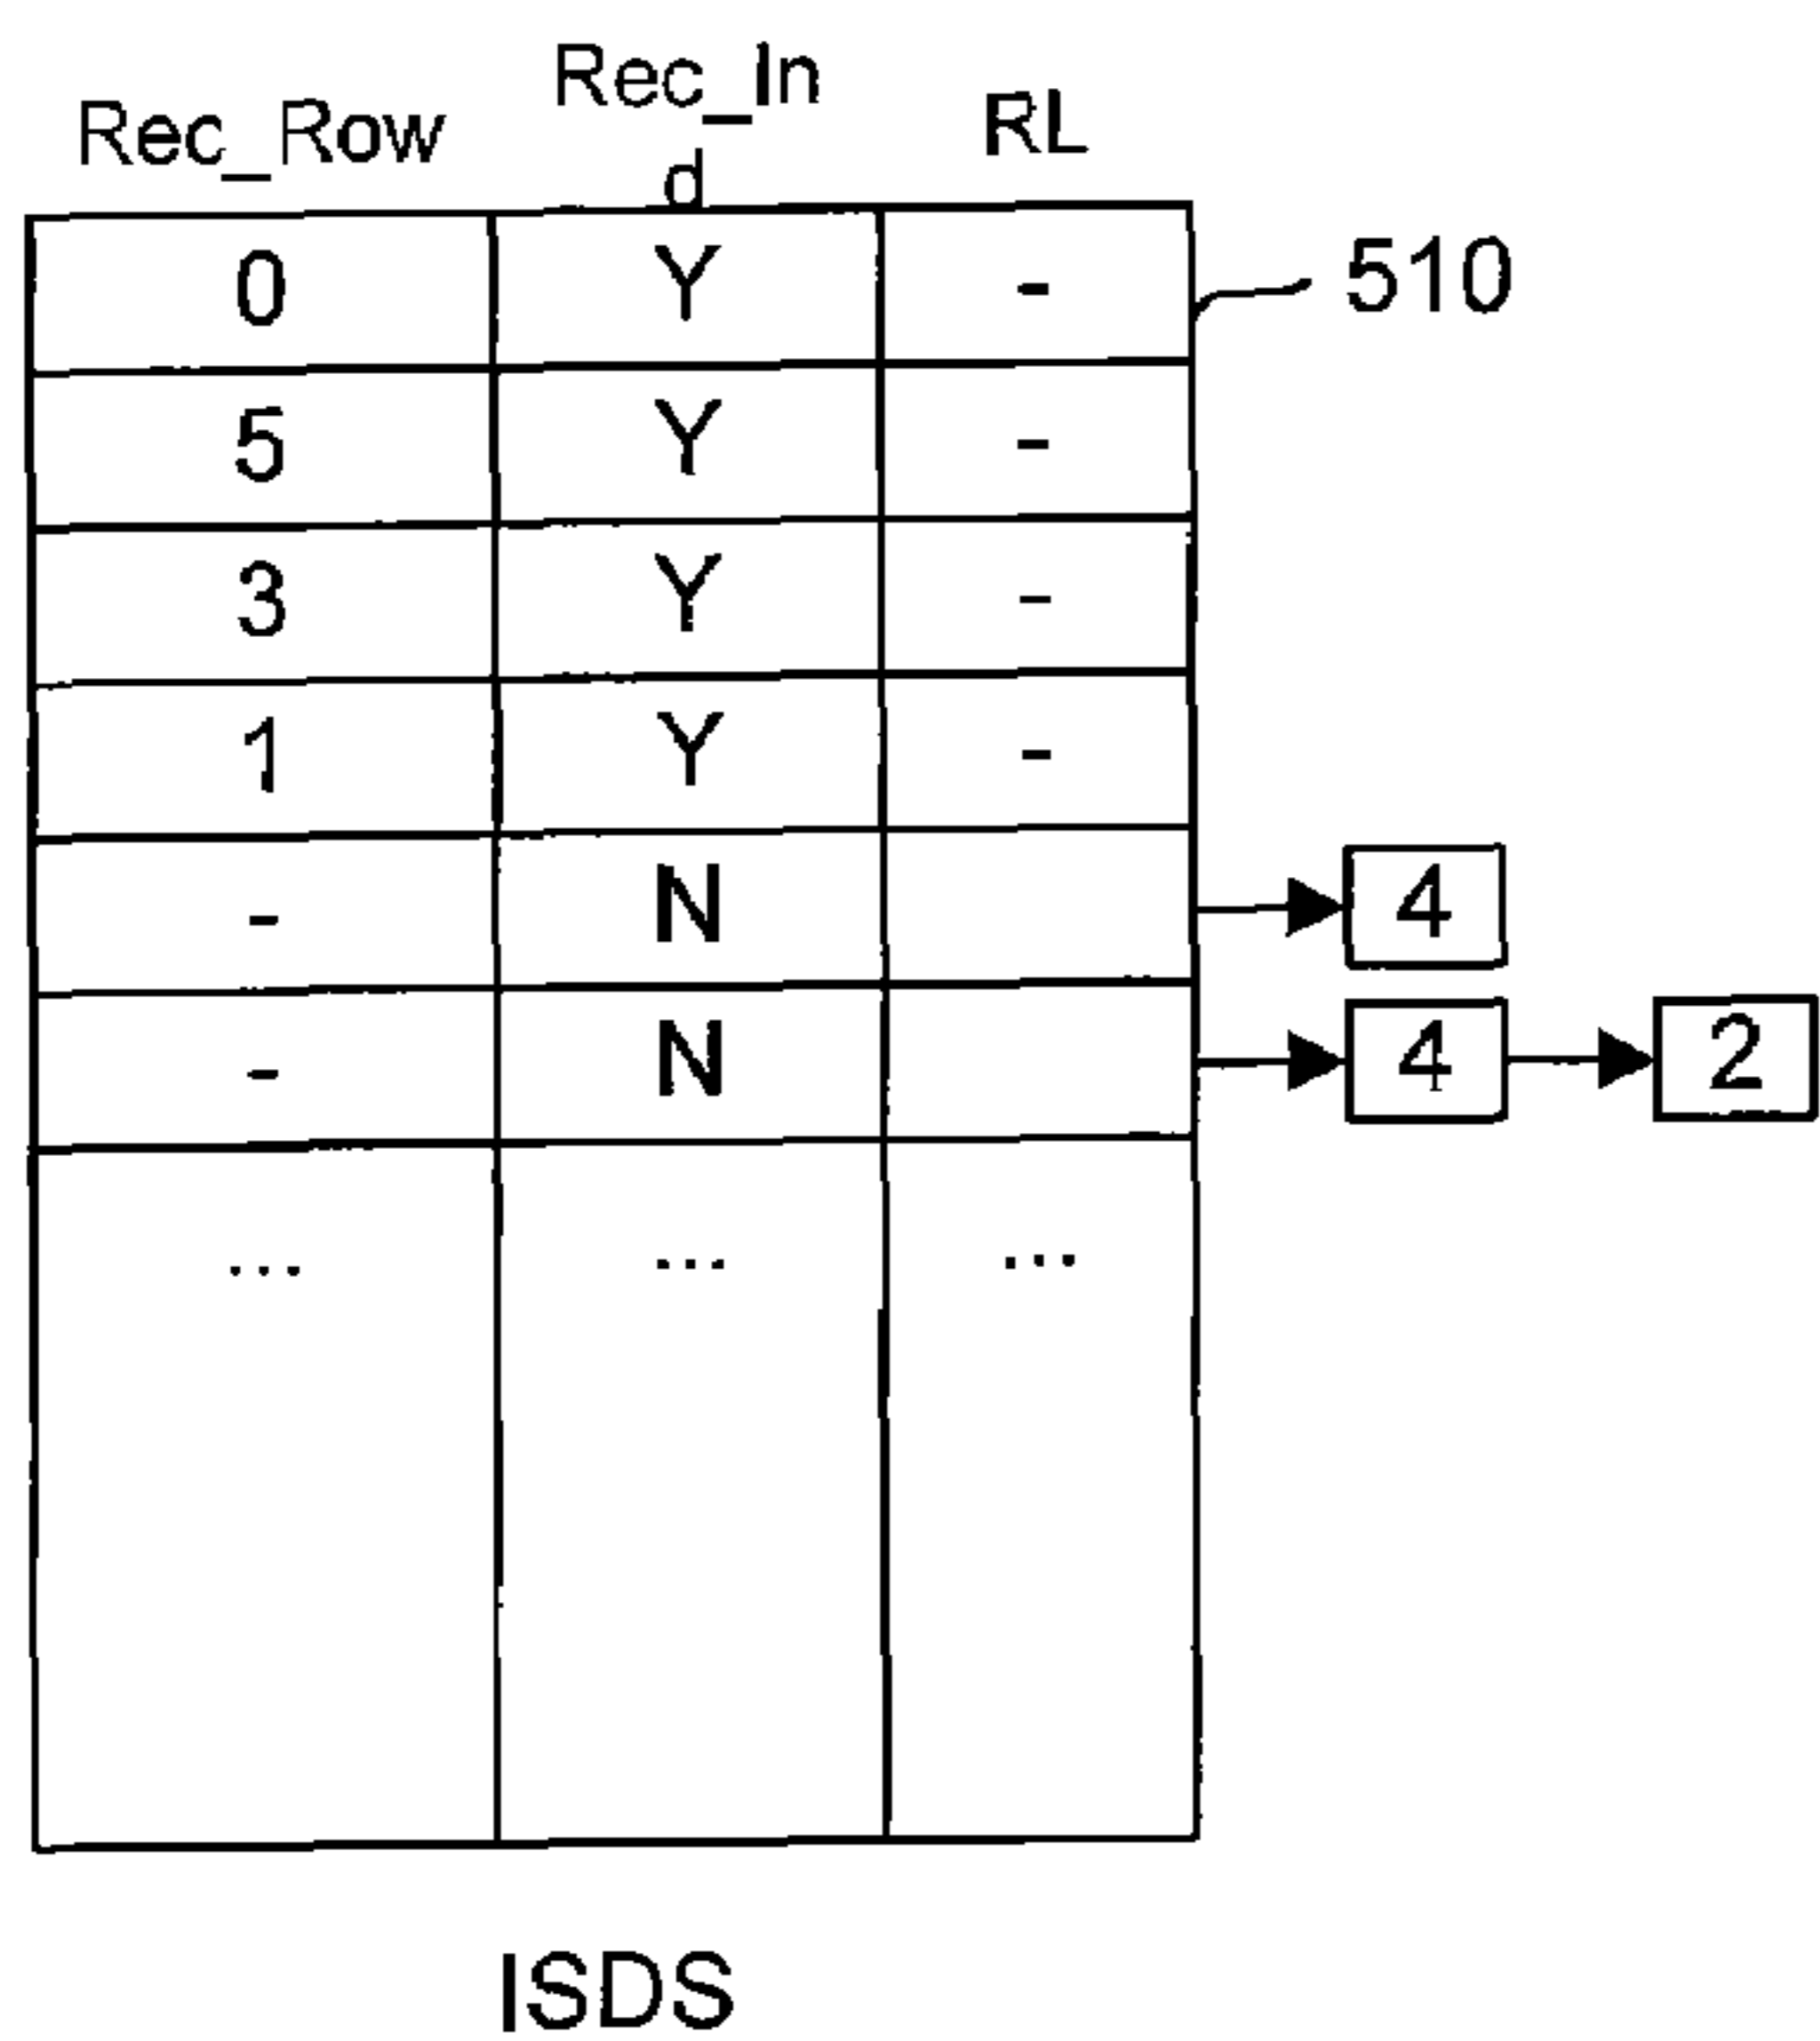 Rec_Row Rec_In RL
d
0 Y - 510
5 Y -
3 Y -
1 Y -
- N 4
- N 4 2
... ... ...
ISDS